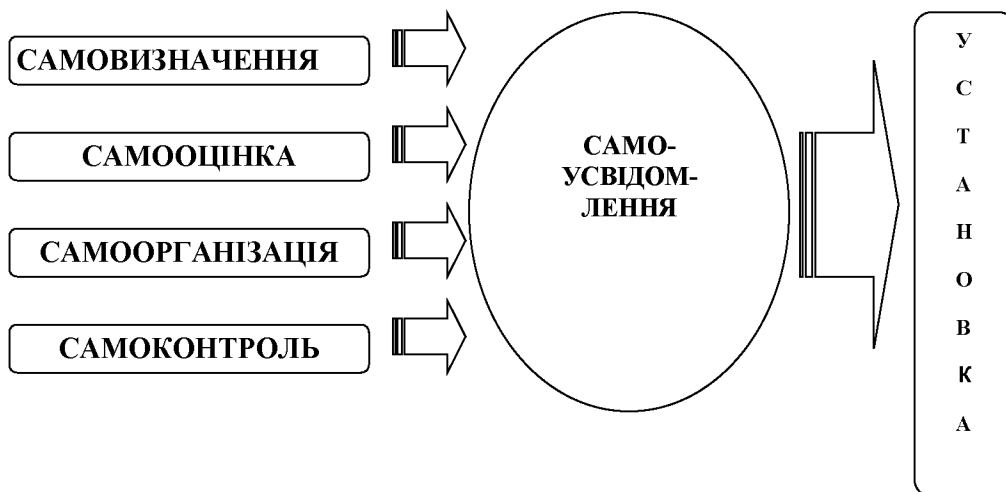 САМОВИЗНАЧЕННЯ
САМООЦІНКА
САМООРГАНІЗАЦІЯ
САМОКОНТРОЛЬ
САМО-
УСВІДОМ-
ЛЕННЯ
У
С
Т
А
Н
О
В
К
А